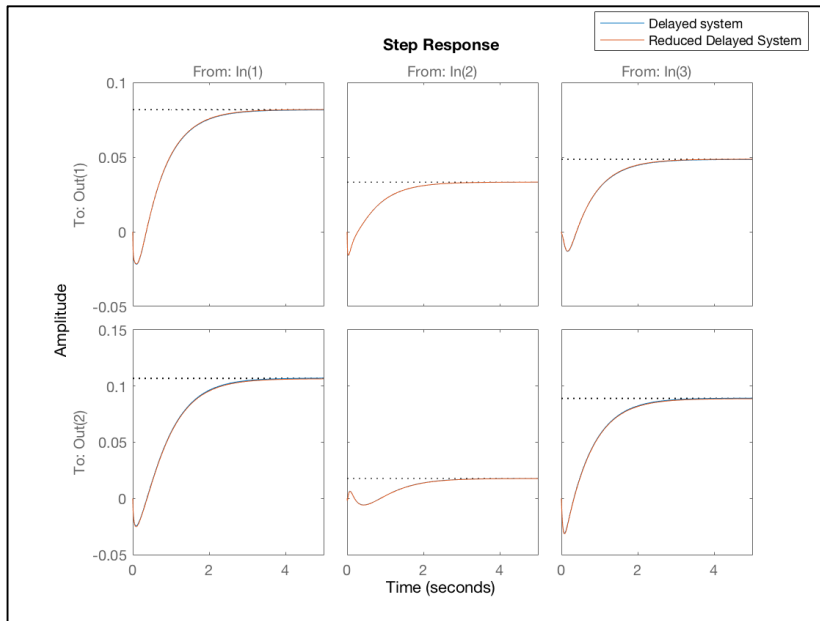 Delayed system
Reduced Delayed System
Step Response
From: In(1)
From: In(2)
From: In(3)
0.1
0.05
0
-0.05
To: Out(1)
Amplitude
0.15
0.1
0.05
0
-0.05
To: Out(2)
0
2
4
0
2
4
0
2
4
Time (seconds)